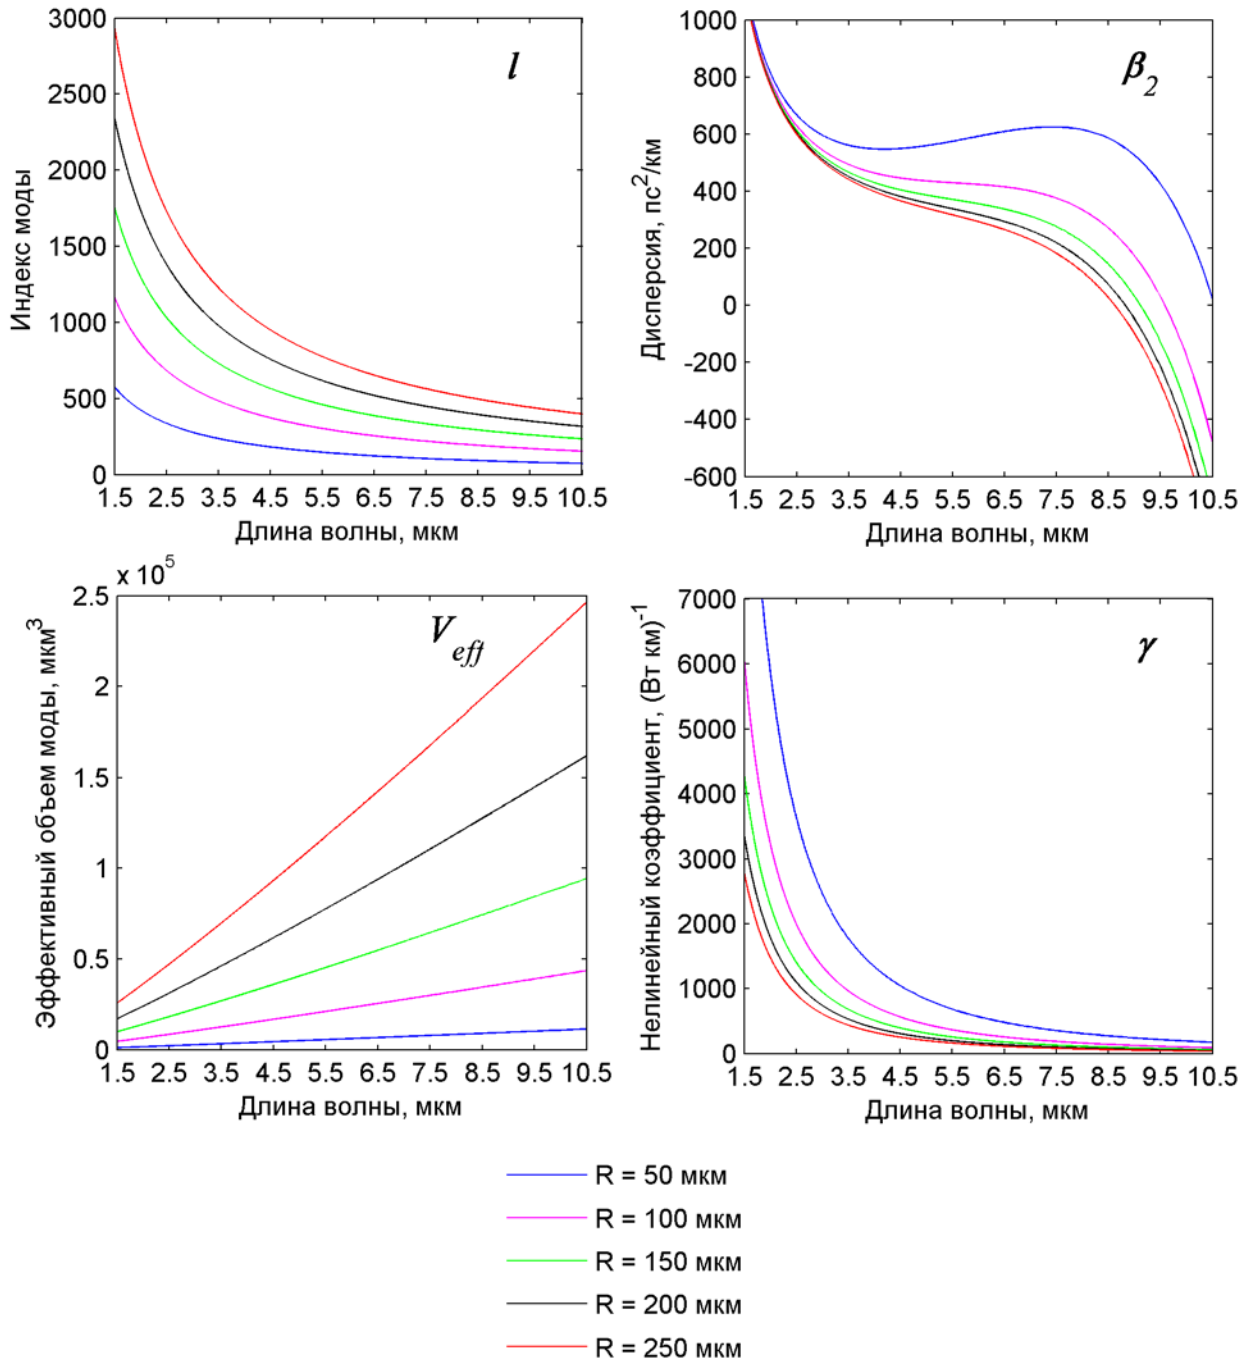 l
Индекс моды
3000
2500
2000
1500
1000
500
0
1.5 2.5 3.5 4.5 5.5 6.5 7.5 8.5 9.5 10.5
Длина волны, мкм
β₂
Дисперсия, пс²/км
1000
800
600
400
200
0
-200
-400
-600
1.5 2.5 3.5 4.5 5.5 6.5 7.5 8.5 9.5 10.5
Длина волны, мкм
x 10⁵
V_eff
Эффективный объем моды, мкм³
2.5
2
1.5
1
0.5
0
1.5 2.5 3.5 4.5 5.5 6.5 7.5 8.5 9.5 10.5
Длина волны, мкм
γ
Нелинейный коэффициент, (Вт км)⁻¹
7000
6000
5000
4000
3000
2000
1000
0
1.5 2.5 3.5 4.5 5.5 6.5 7.5 8.5 9.5 10.5
Длина волны, мкм
R = 50 мкм
R = 100 мкм
R = 150 мкм
R = 200 мкм
R = 250 мкм